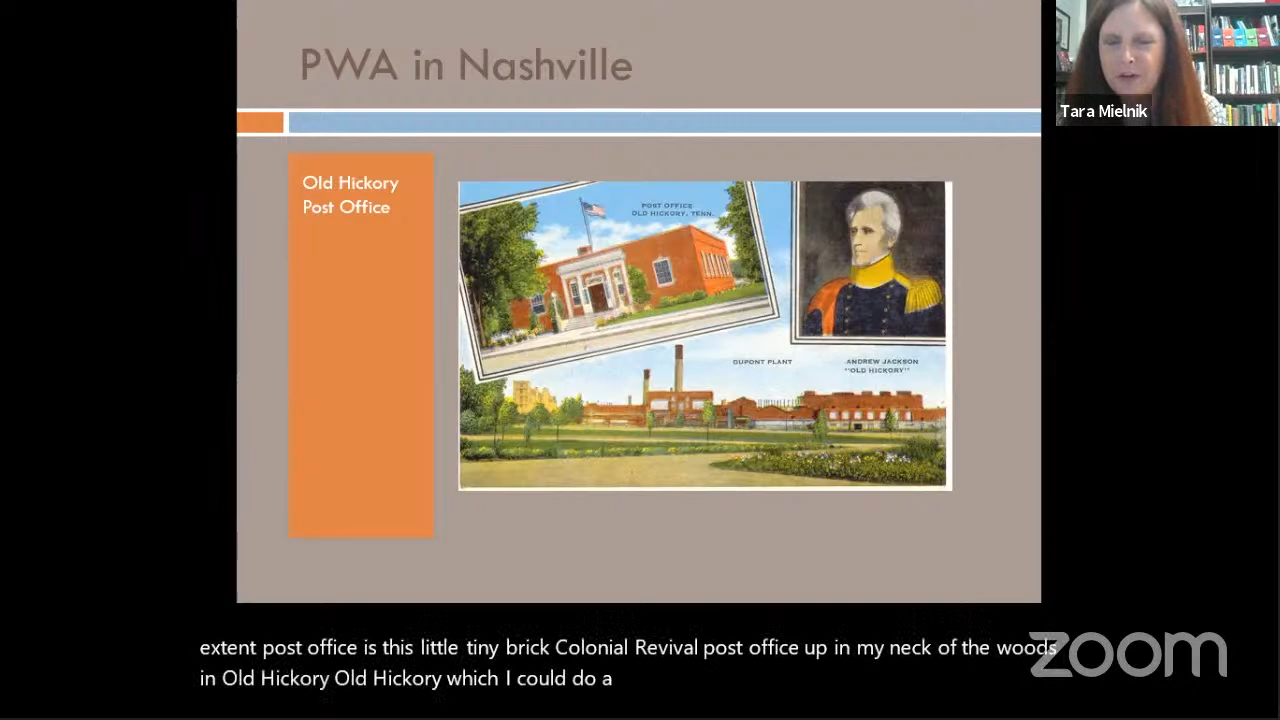 PWA in Nashville
Tara Mielnik
Old Hickory
Post Office
POST OFFICE
OLD HICKORY, TENN.
DUPONT PLANT
ANDREW JACKSON
"OLD HICKORY"
extent post office is this little tiny brick Colonial Revival post office up in my neck of the woods
in Old Hickory Old Hickory which I could do a
zoom